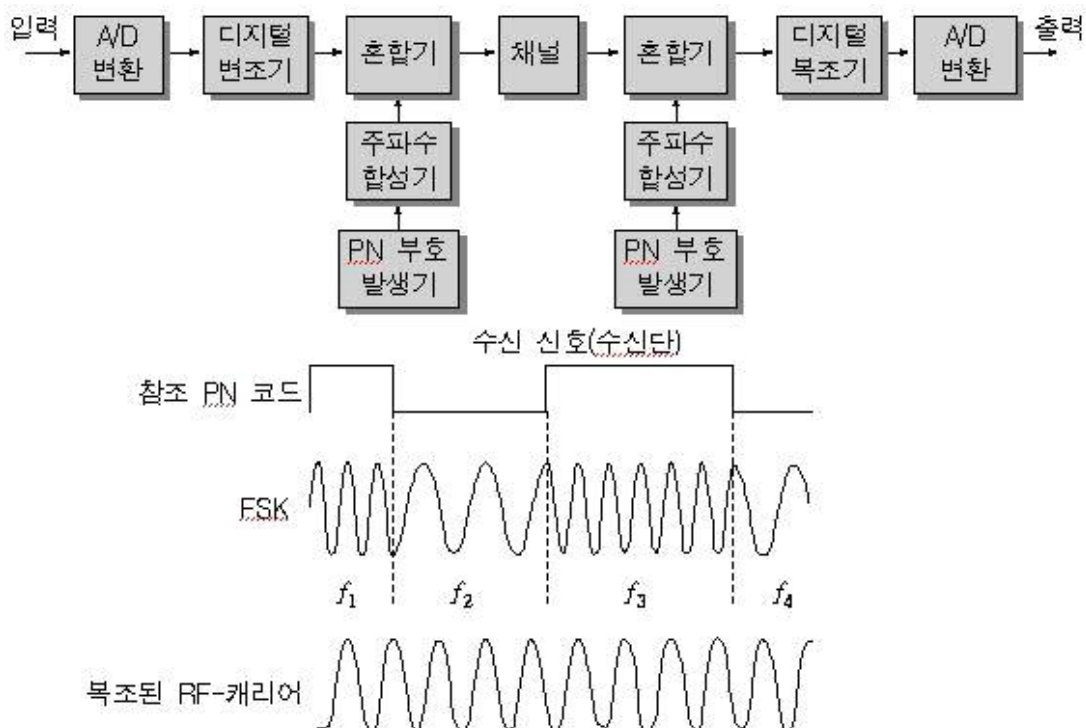 입력
A/D
변환
디지털
변조기
혼합기
채널
혼합기
디지털
복조기
A/D
변환
출력
주파수
합성기
주파수
합성기
PN 부호
발생기
PN 부호
발생기
수신 신호(수신단)
참조 PN 코드
FSK
f₁ f₂ f₃ f₄
복조된 RF-캐리어